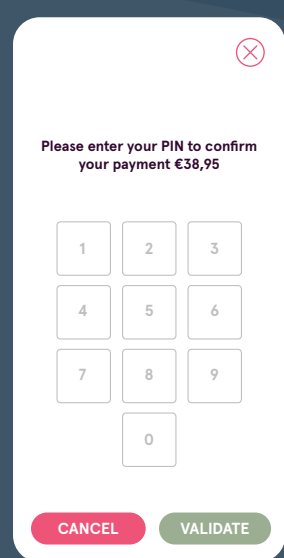 Please enter your PIN to confirm
your payment €38,95
1 2 3
4 5 6
7 8 9
0
CANCEL VALIDATE